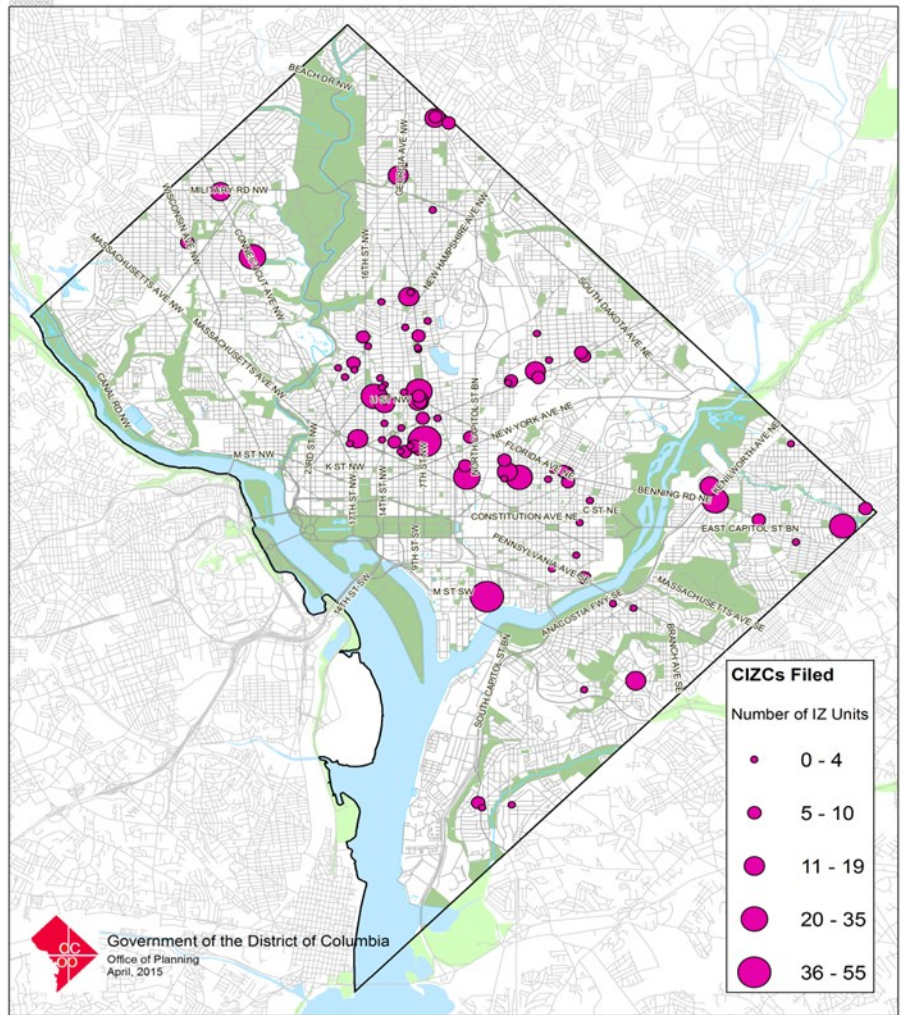 BEACH DR NW
GEORGIA AVE NW
MILITARY RD NW
WISCONSIN AVE NW
CONNECTICUT AVE NW
16TH ST NW
NEW HAMPSHIRE AVE NW
MASSACHUSETTS AVE NW
SOUTH DAKOTA AVE NE
MASSACHUSETTS AVE NW
CANAL RD NW
U ST NW
NORTH CAPITOL ST BN
NEW YORK AVE NE
M ST NW
23RD ST NW
K ST NW
17TH ST NW
14TH ST NW
7TH ST NW
FLORIDA AVE NE
KENILWORTH AVE NE
BENNING RD NE
C ST NE
CONSTITUTION AVE NE
EAST CAPITOL ST BN
9TH ST SW
PENNSYLVANIA AVE SE
14TH ST SW
M ST SW
ANACOSTIA FWY SE
MASSACHUSETTS AVE SE
BRANCH AVE SE
SOUTH CAPITOL ST BN
CIZCs Filed
Number of IZ Units
0 - 4
5 - 10
11 - 19
20 - 35
36 - 55
dc
op
Government of the District of Columbia
Office of Planning
April, 2015